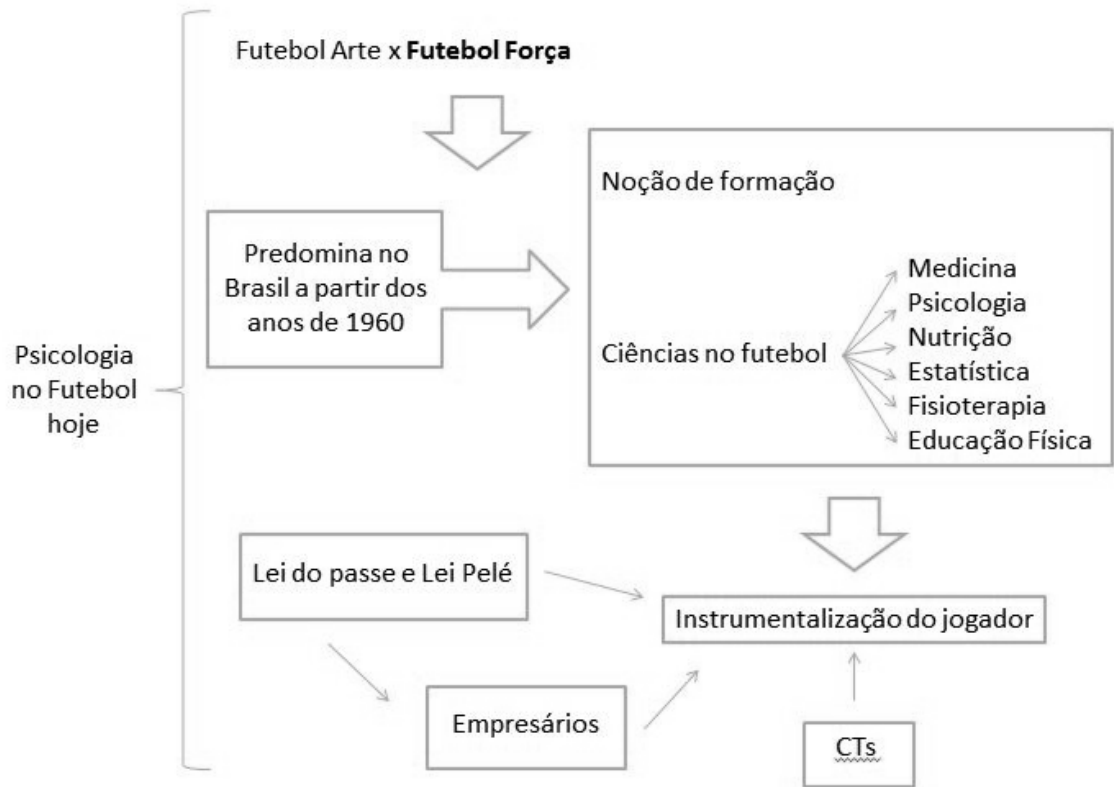 Futebol Arte x Futebol Força
Noção de formação
Predomina no
Brasil a partir dos
anos de 1960
Medicina
Psicologia
Nutrição
Ciências no futebol
Estatística
Fisioterapia
Educação Física
Psicologia
no Futebol
hoje
Lei do passe e Lei Pelé
Instrumentalização do jogador
Empresários
CTs